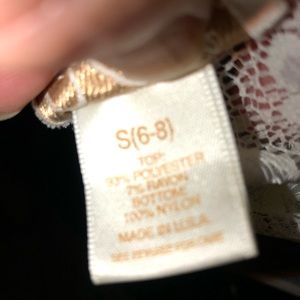 S(6-8)
TOP:
93% POLYESTER
7% RAYON
BOTTOM:
100% NYLON
MADE IN U.S.A.
SEE REVERSE FOR CARE